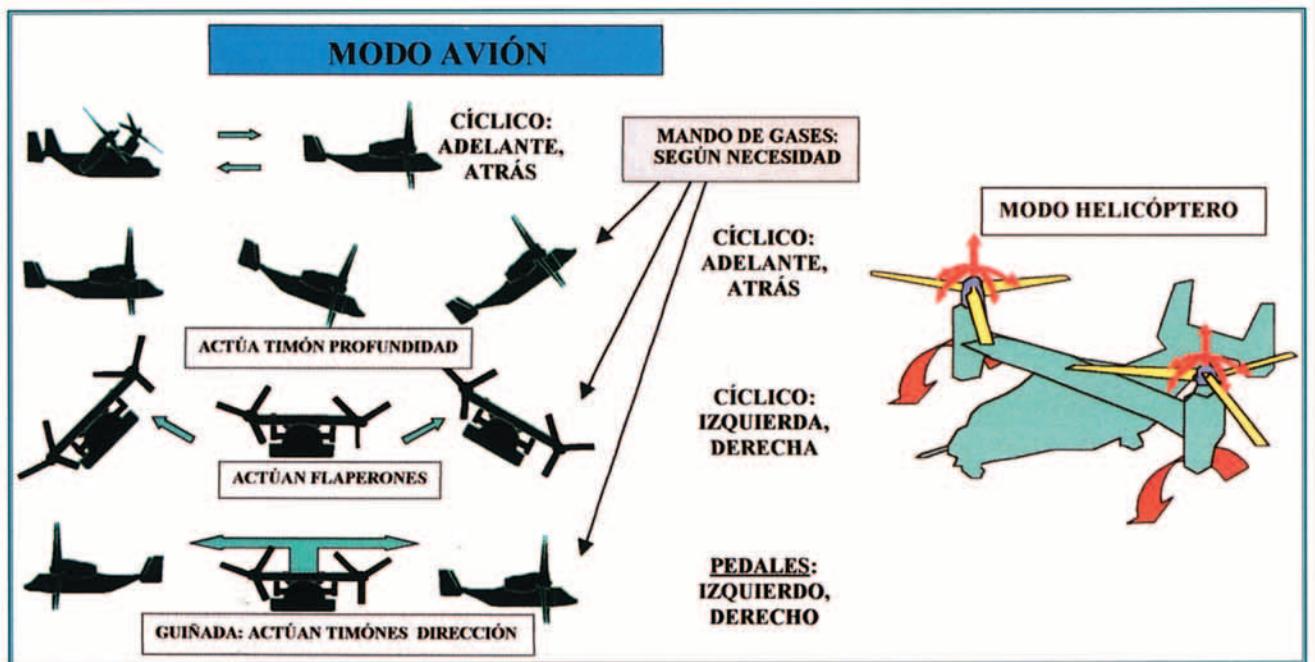 MODO AVIÓN
CÍCLICO:
ADELANTE,
ATRÁS
MANDO DE GASES:
SEGÚN NECESIDAD
MODO HELICÓPTERO
CÍCLICO:
ADELANTE,
ATRÁS
ACTÚA TIMÓN PROFUNDIDAD
CÍCLICO:
IZQUIERDA,
DERECHA
ACTÚAN FLAPERONES
PEDALES:
IZQUIERDO,
DERECHO
GUIÑADA: ACTÚAN TIMÓNES DIRECCIÓN